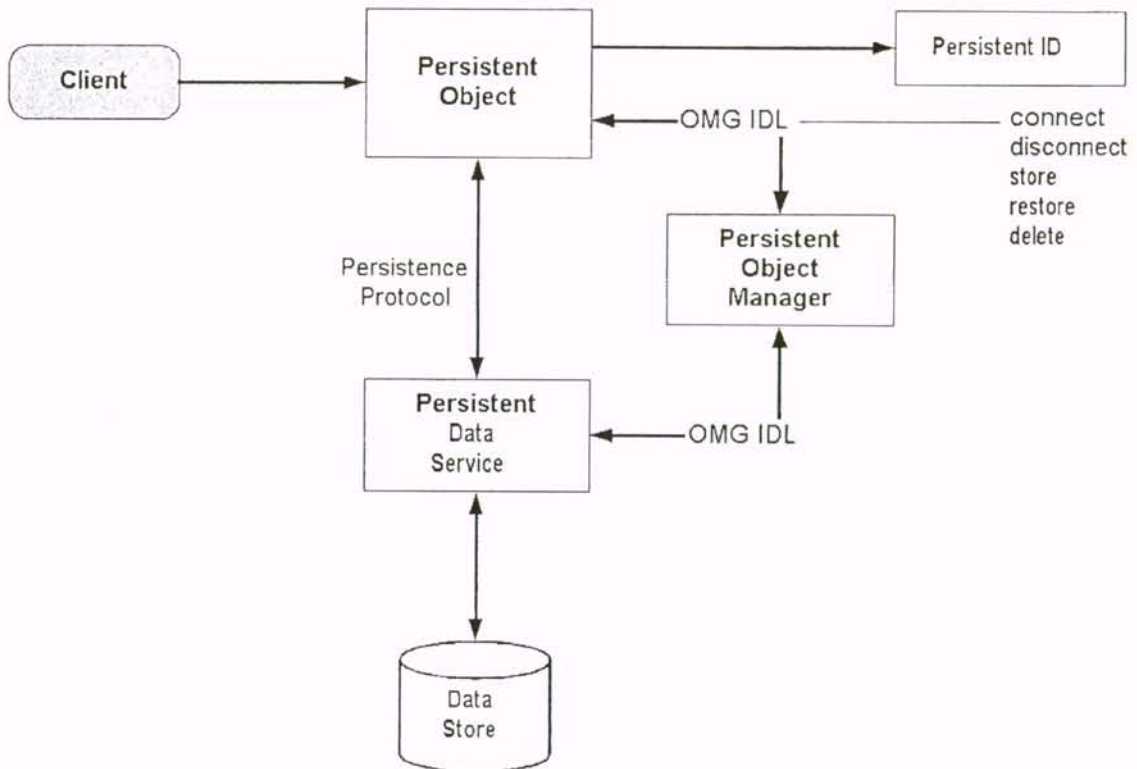 Client
Persistent
Object
Persistent ID
OMG IDL
connect
disconnect
store
restore
delete
Persistent
Object
Manager
Persistence
Protocol
Persistent
Data
Service
OMG IDL
Data
Store